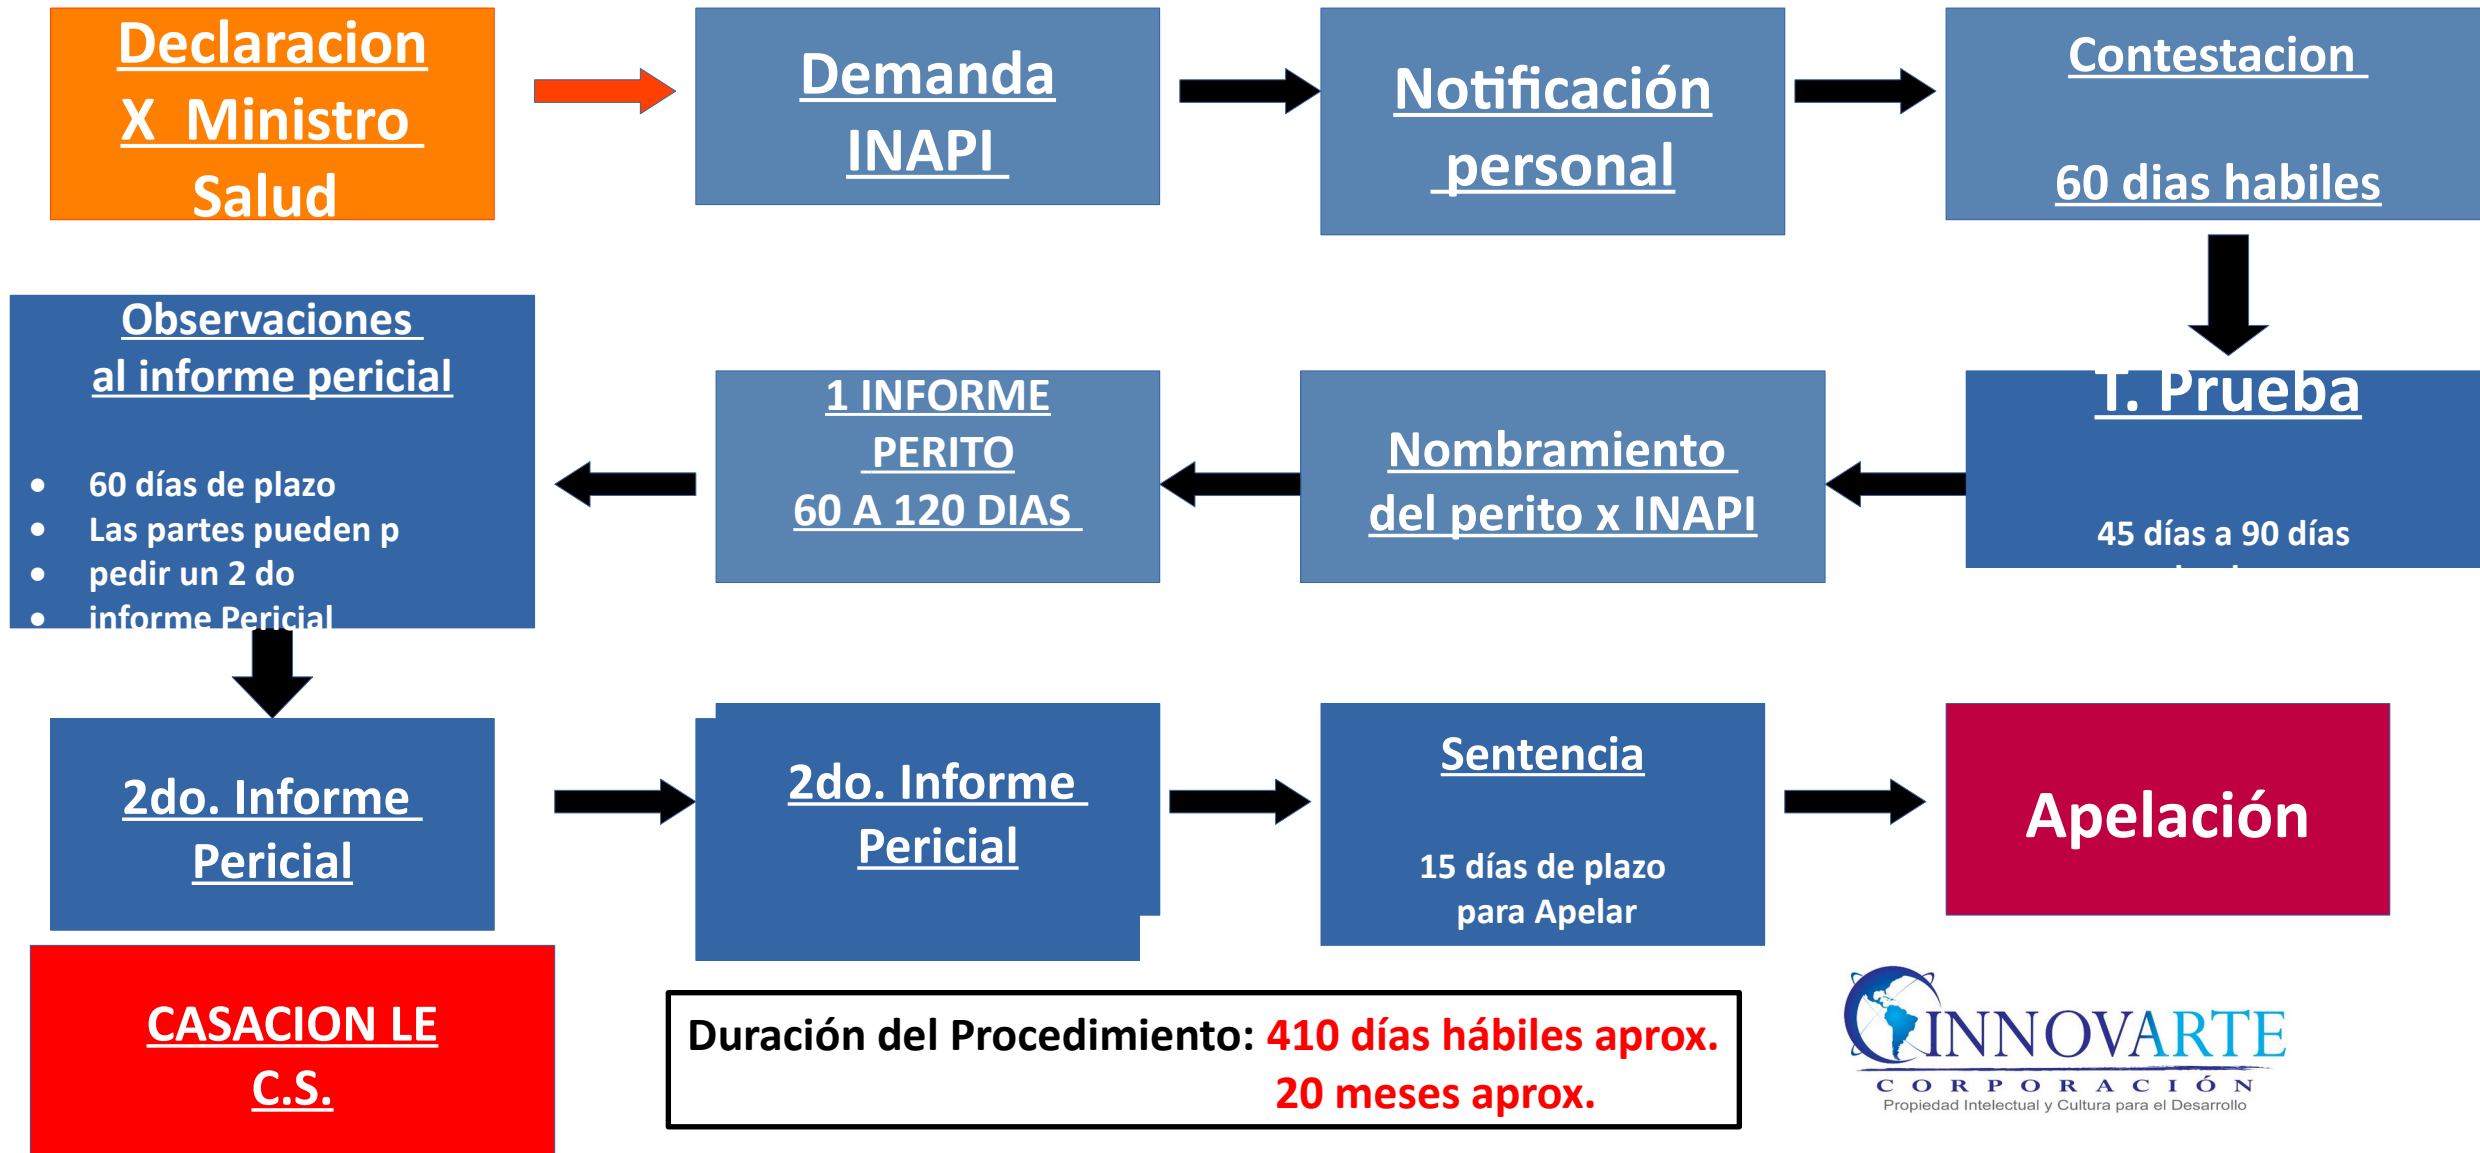 Declaracion
X Ministro
Salud
Demanda
INAPI
Notificación
personal
Contestacion
60 dias habiles
T. Prueba
45 días a 90 días
Nombramiento
del perito x INAPI
1 INFORME
PERITO
60 A 120 DIAS
Observaciones
al informe pericial
• 60 días de plazo
• Las partes pueden p
• pedir un 2 do
• informe Pericial
2do. Informe
Pericial
2do. Informe
Pericial
Sentencia
15 días de plazo
para Apelar
Apelación
CASACION LE
C.S.
Duración del Procedimiento: 410 días hábiles aprox.
20 meses aprox.
INNOVARTE
CORPORACIÓN
Propiedad Intelectual y Cultura para el Desarrollo